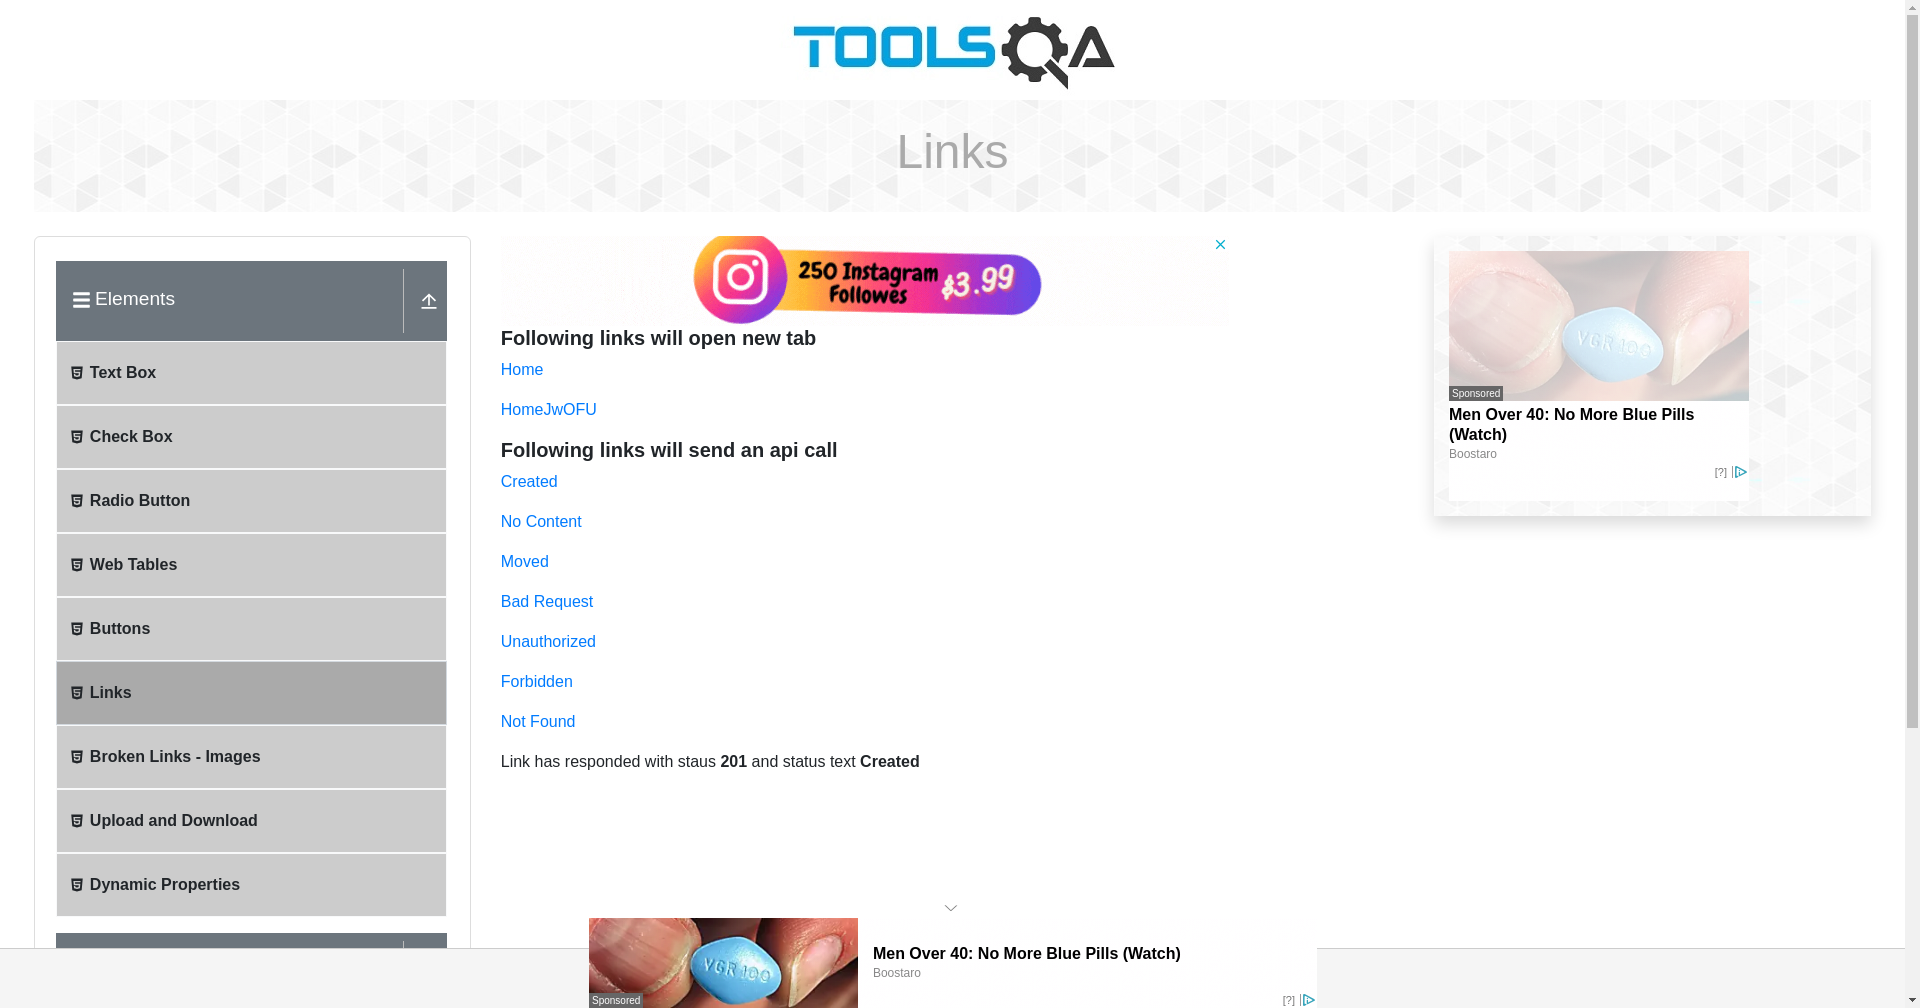 TOOLSQA
Links
Elements
Text Box
Check Box
Radio Button
Web Tables
Buttons
Links
Broken Links - Images
Upload and Download
Dynamic Properties
250 Instagram
Followes
$3.99
Following links will open new tab
Home
HomeJwOFU
Following links will send an api call
Created
No Content
Moved
Bad Request
Unauthorized
Forbidden
Not Found
Link has responded with staus 201 and status text Created
VGR 100
Sponsored
Men Over 40: No More Blue Pills
(Watch)
Boostaro
[?]
VGR 100
Sponsored
Men Over 40: No More Blue Pills (Watch)
Boostaro
[?]